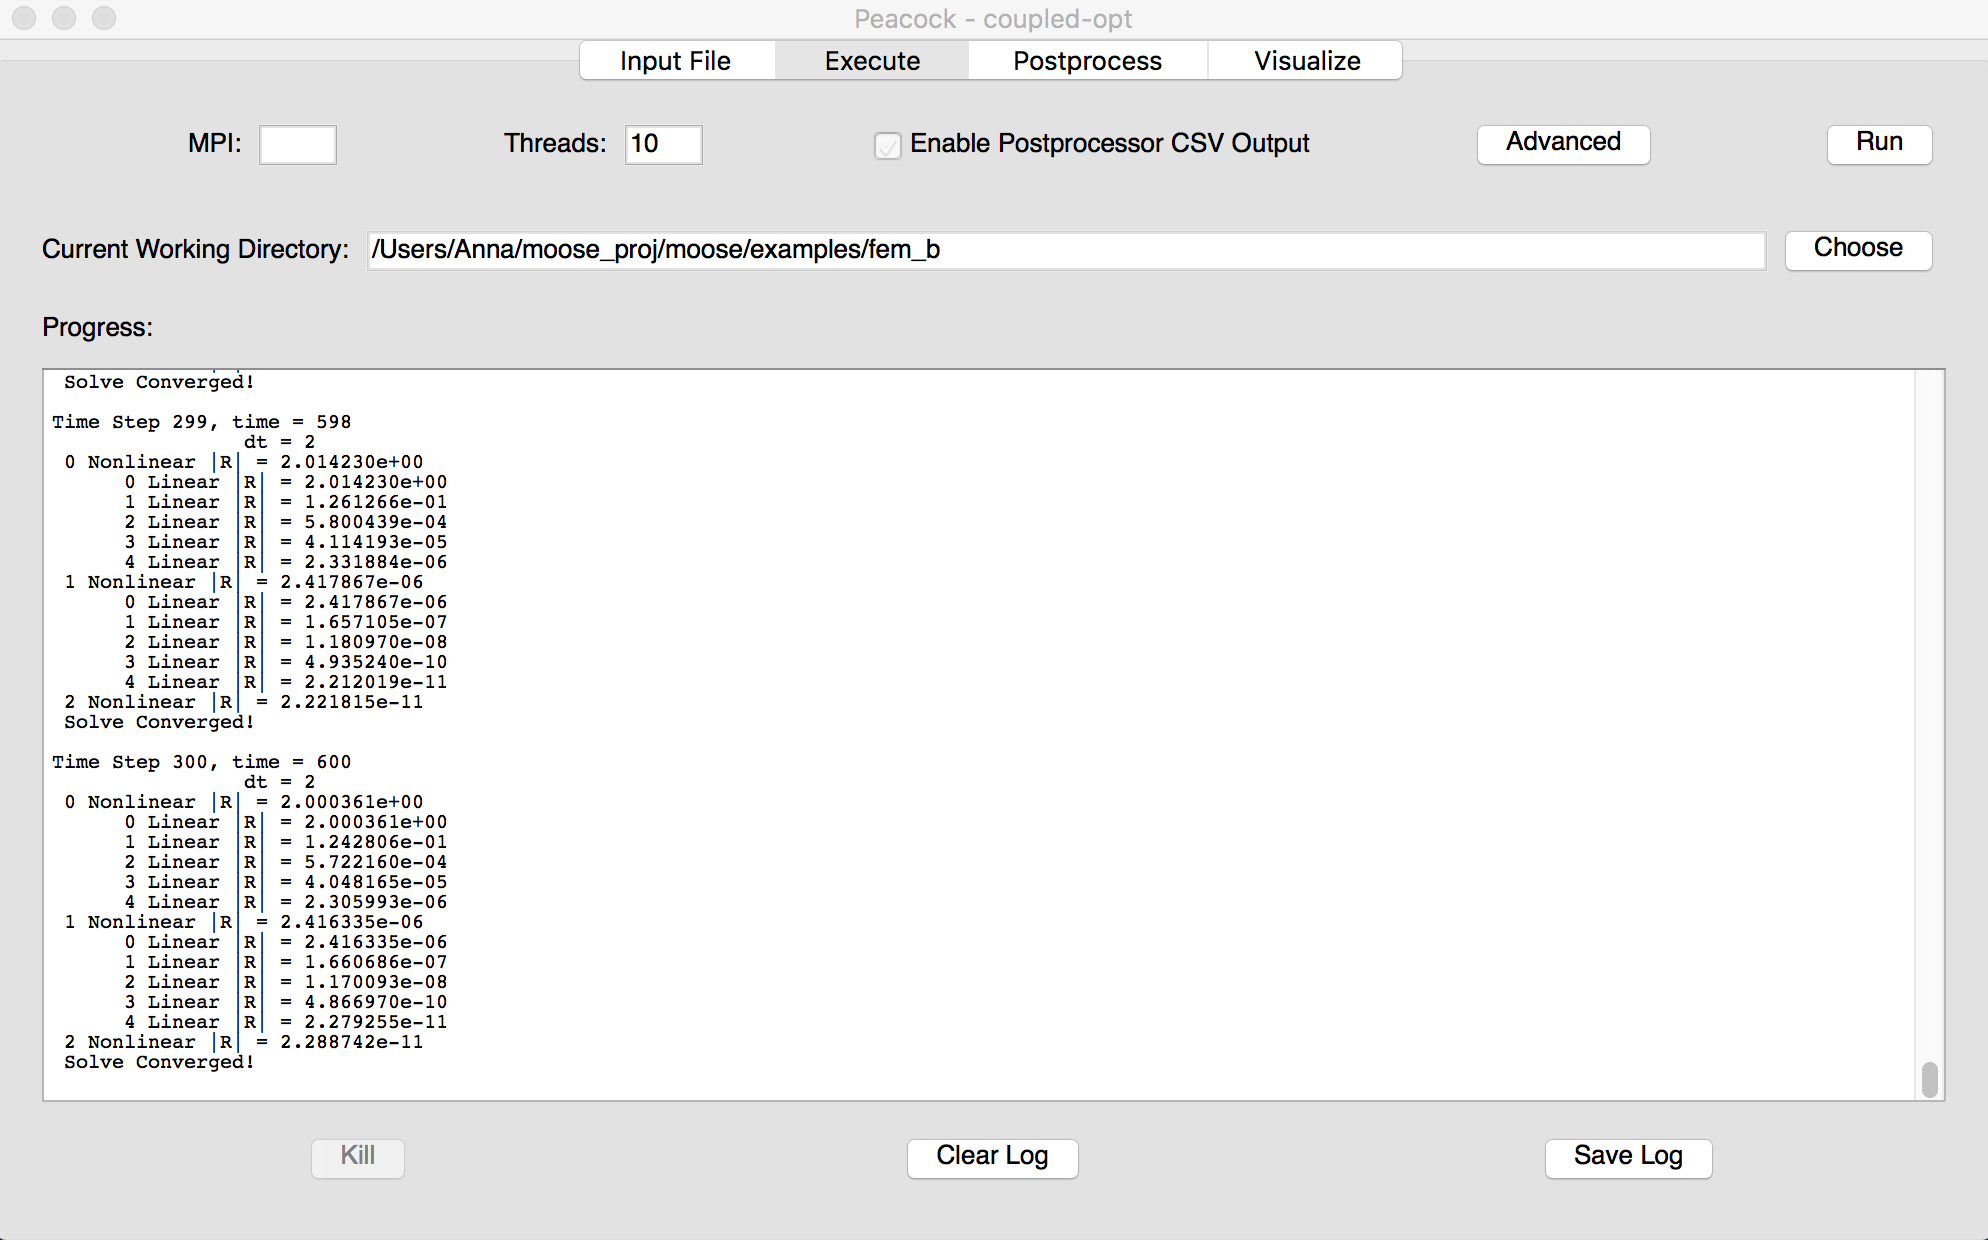 Peacock - coupled-opt
Input File Execute Postprocess Visualize
MPI: Threads: 10 Enable Postprocessor CSV Output Advanced Run
Current Working Directory: /Users/Anna/moose_proj/moose/examples/fem_b Choose
Progress:
Solve Converged!
Time Step 299, time = 598
dt = 2
0 Nonlinear |R| = 2.014230e+00
0 Linear |R| = 2.014230e+00
1 Linear |R| = 1.261266e-01
2 Linear |R| = 5.800439e-04
3 Linear |R| = 4.114193e-05
4 Linear |R| = 2.331884e-06
1 Nonlinear |R| = 2.417867e-06
0 Linear |R| = 2.417867e-06
1 Linear |R| = 1.657105e-07
2 Linear |R| = 1.180970e-08
3 Linear |R| = 4.935240e-10
4 Linear |R| = 2.212019e-11
2 Nonlinear |R| = 2.221815e-11
Solve Converged!
Time Step 300, time = 600
dt = 2
0 Nonlinear |R| = 2.000361e+00
0 Linear |R| = 2.000361e+00
1 Linear |R| = 1.242806e-01
2 Linear |R| = 5.722160e-04
3 Linear |R| = 4.048165e-05
4 Linear |R| = 2.305993e-06
1 Nonlinear |R| = 2.416335e-06
0 Linear |R| = 2.416335e-06
1 Linear |R| = 1.660686e-07
2 Linear |R| = 1.170093e-08
3 Linear |R| = 4.866970e-10
4 Linear |R| = 2.279255e-11
2 Nonlinear |R| = 2.288742e-11
Solve Converged!
Kill Clear Log Save Log